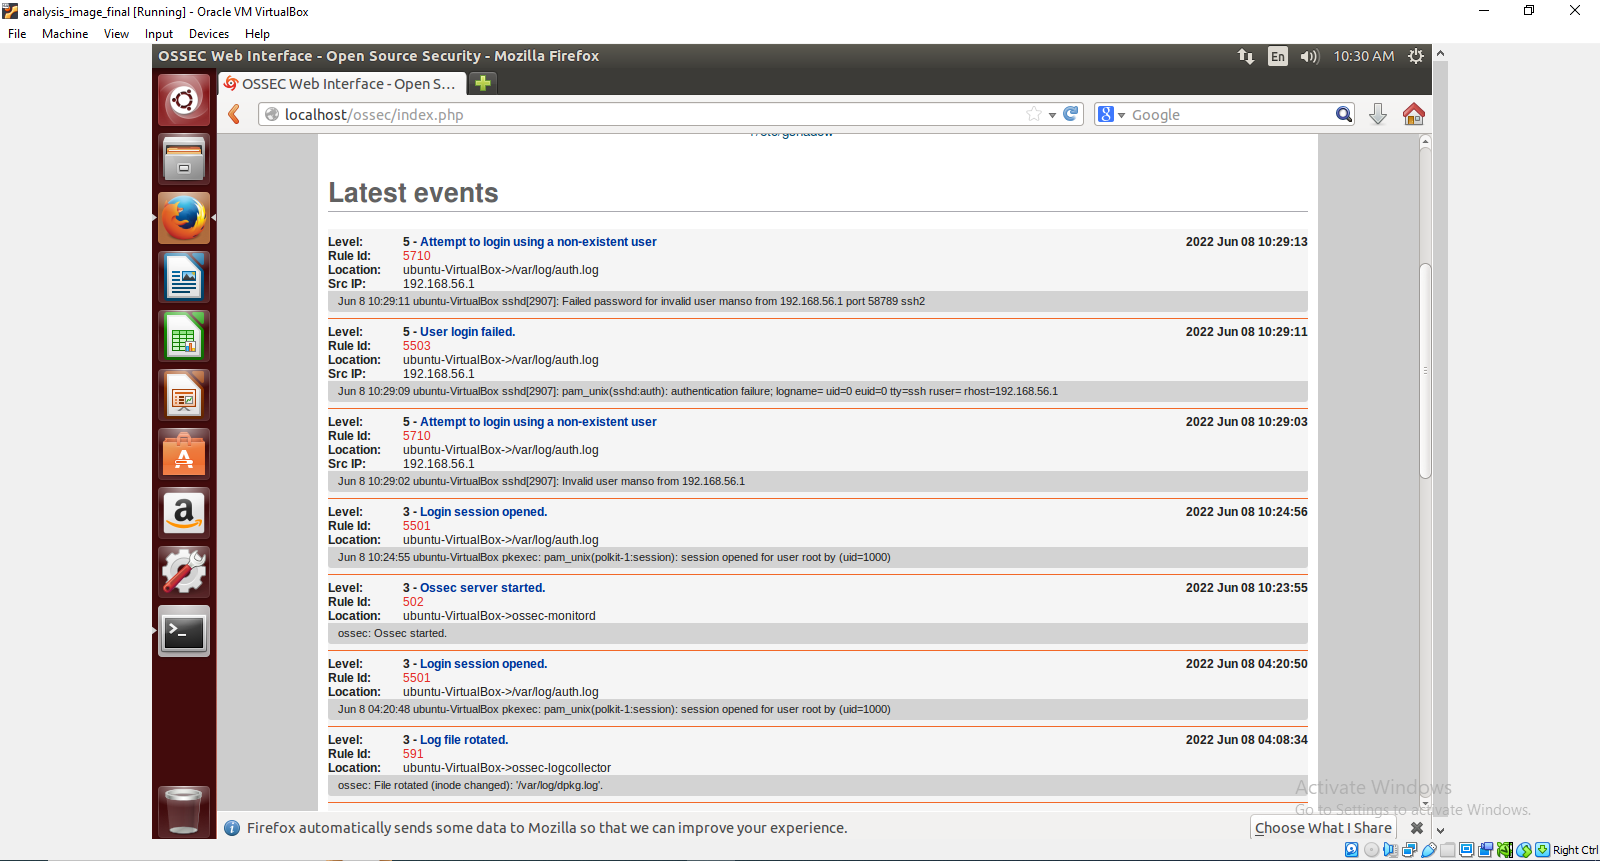 analysis_image_final [Running] - Oracle VM VirtualBox
File Machine View Input Devices Help
OSSEC Web Interface - Open Source Security - Mozilla Firefox
En
10:30 AM
OSSEC Web Interface - Open S...
localhost/ossec/index.php
Google
Latest events
Level: 5 - Attempt to login using a non-existent user 2022 Jun 08 10:29:13
Rule Id: 5710
Location: ubuntu-VirtualBox->/var/log/auth.log
Src IP: 192.168.56.1
Jun 8 10:29:11 ubuntu-VirtualBox sshd[2907]: Failed password for invalid user manso from 192.168.56.1 port 58789 ssh2
Level: 5 - User login failed. 2022 Jun 08 10:29:11
Rule Id: 5503
Location: ubuntu-VirtualBox->/var/log/auth.log
Src IP: 192.168.56.1
Jun 8 10:29:09 ubuntu-VirtualBox sshd[2907]: pam_unix(sshd:auth): authentication failure; logname= uid=0 euid=0 tty=ssh ruser= rhost=192.168.56.1
Level: 5 - Attempt to login using a non-existent user 2022 Jun 08 10:29:03
Rule Id: 5710
Location: ubuntu-VirtualBox->/var/log/auth.log
Src IP: 192.168.56.1
Jun 8 10:29:02 ubuntu-VirtualBox sshd[2907]: Invalid user manso from 192.168.56.1
Level: 3 - Login session opened. 2022 Jun 08 10:24:56
Rule Id: 5501
Location: ubuntu-VirtualBox->/var/log/auth.log
Jun 8 10:24:55 ubuntu-VirtualBox pkexec: pam_unix(polkit-1:session): session opened for user root by (uid=1000)
Level: 3 - Ossec server started. 2022 Jun 08 10:23:55
Rule Id: 502
Location: ubuntu-VirtualBox->ossec-monitord
ossec: Ossec started.
Level: 3 - Login session opened. 2022 Jun 08 04:20:50
Rule Id: 5501
Location: ubuntu-VirtualBox->/var/log/auth.log
Jun 8 04:20:48 ubuntu-VirtualBox pkexec: pam_unix(polkit-1:session): session opened for user root by (uid=1000)
Level: 3 - Log file rotated. 2022 Jun 08 04:08:34
Rule Id: 591
Location: ubuntu-VirtualBox->ossec-logcollector
ossec: File rotated (inode changed): '/var/log/dpkg.log'.
Activate Windows
Go to Settings to activate Windows.
Firefox automatically sends some data to Mozilla so that we can improve your experience.
Choose What I Share
Right Ctrl